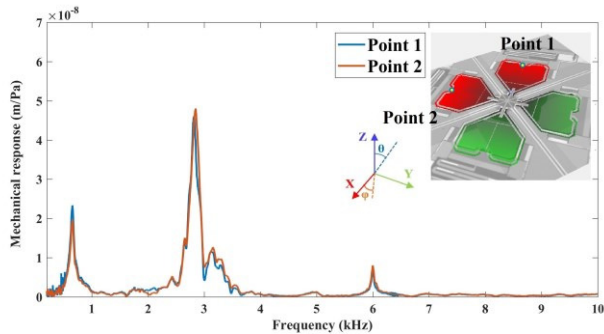 ×10⁻⁸
7
6
5
4
3
2
1
0
Mechanical response (m/Pa)
1 2 3 4 5 6 7 8 9 10
Frequency (kHz)
Point 1
Point 2
Point 1
Point 2
Z
θ
Y
X
φ